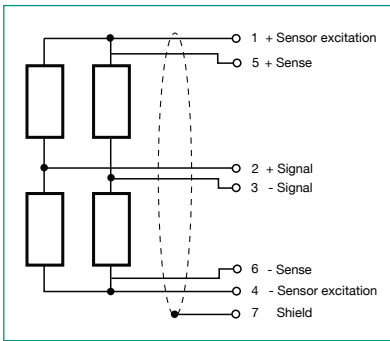 1 + Sensor excitation
5 + Sense
2 + Signal
3 - Signal
6 - Sense
4 - Sensor excitation
7 Shield